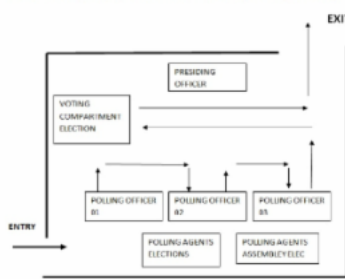 EXI
PRESIDING
OFFICER
VOTING
COMPARTMENT
ELECTION
POLLING OFFICER
01
POLLING OFFICER
02
POLLING OFFICER
03
ENTRY
POLLING AGENTS
ELECTIONS
POLLING AGENTS
ASSEMBLEY ELEC